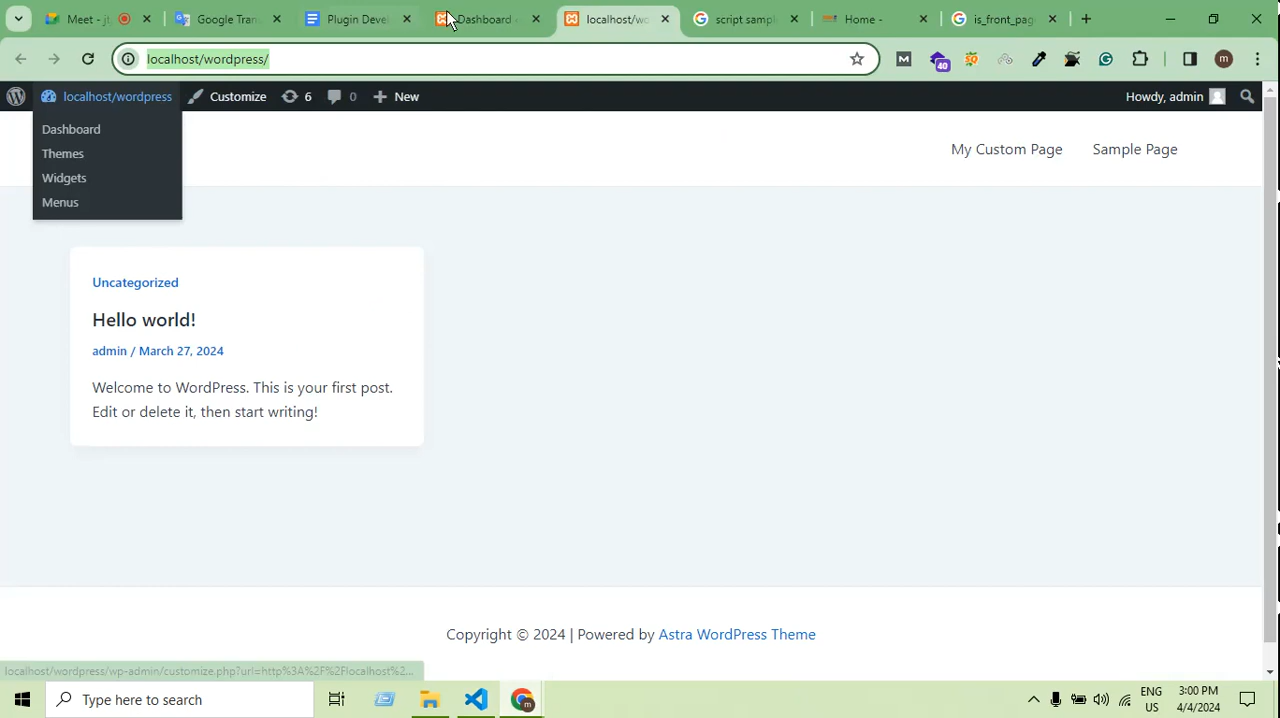 Meet - jt
Google Tran
Plugin Deve
Dashboard
localhost/wo
script samp
Home -
is_front_pag
localhost/wordpress/
M
40
m
localhost/wordpress
Customize
6
0
New
Howdy, admin
Dashboard
Themes
Widgets
Menus
My Custom Page
Sample Page
Uncategorized
Hello world!
admin / March 27, 2024
Welcome to WordPress. This is your first post.
Edit or delete it, then start writing!
Copyright © 2024 | Powered by Astra WordPress Theme
localhost/wordpress/wp-admin/customize.php?url=http%3A%2F%2Flocalhost%2...
Type here to search
ENG
US
3:00 PM
4/4/2024